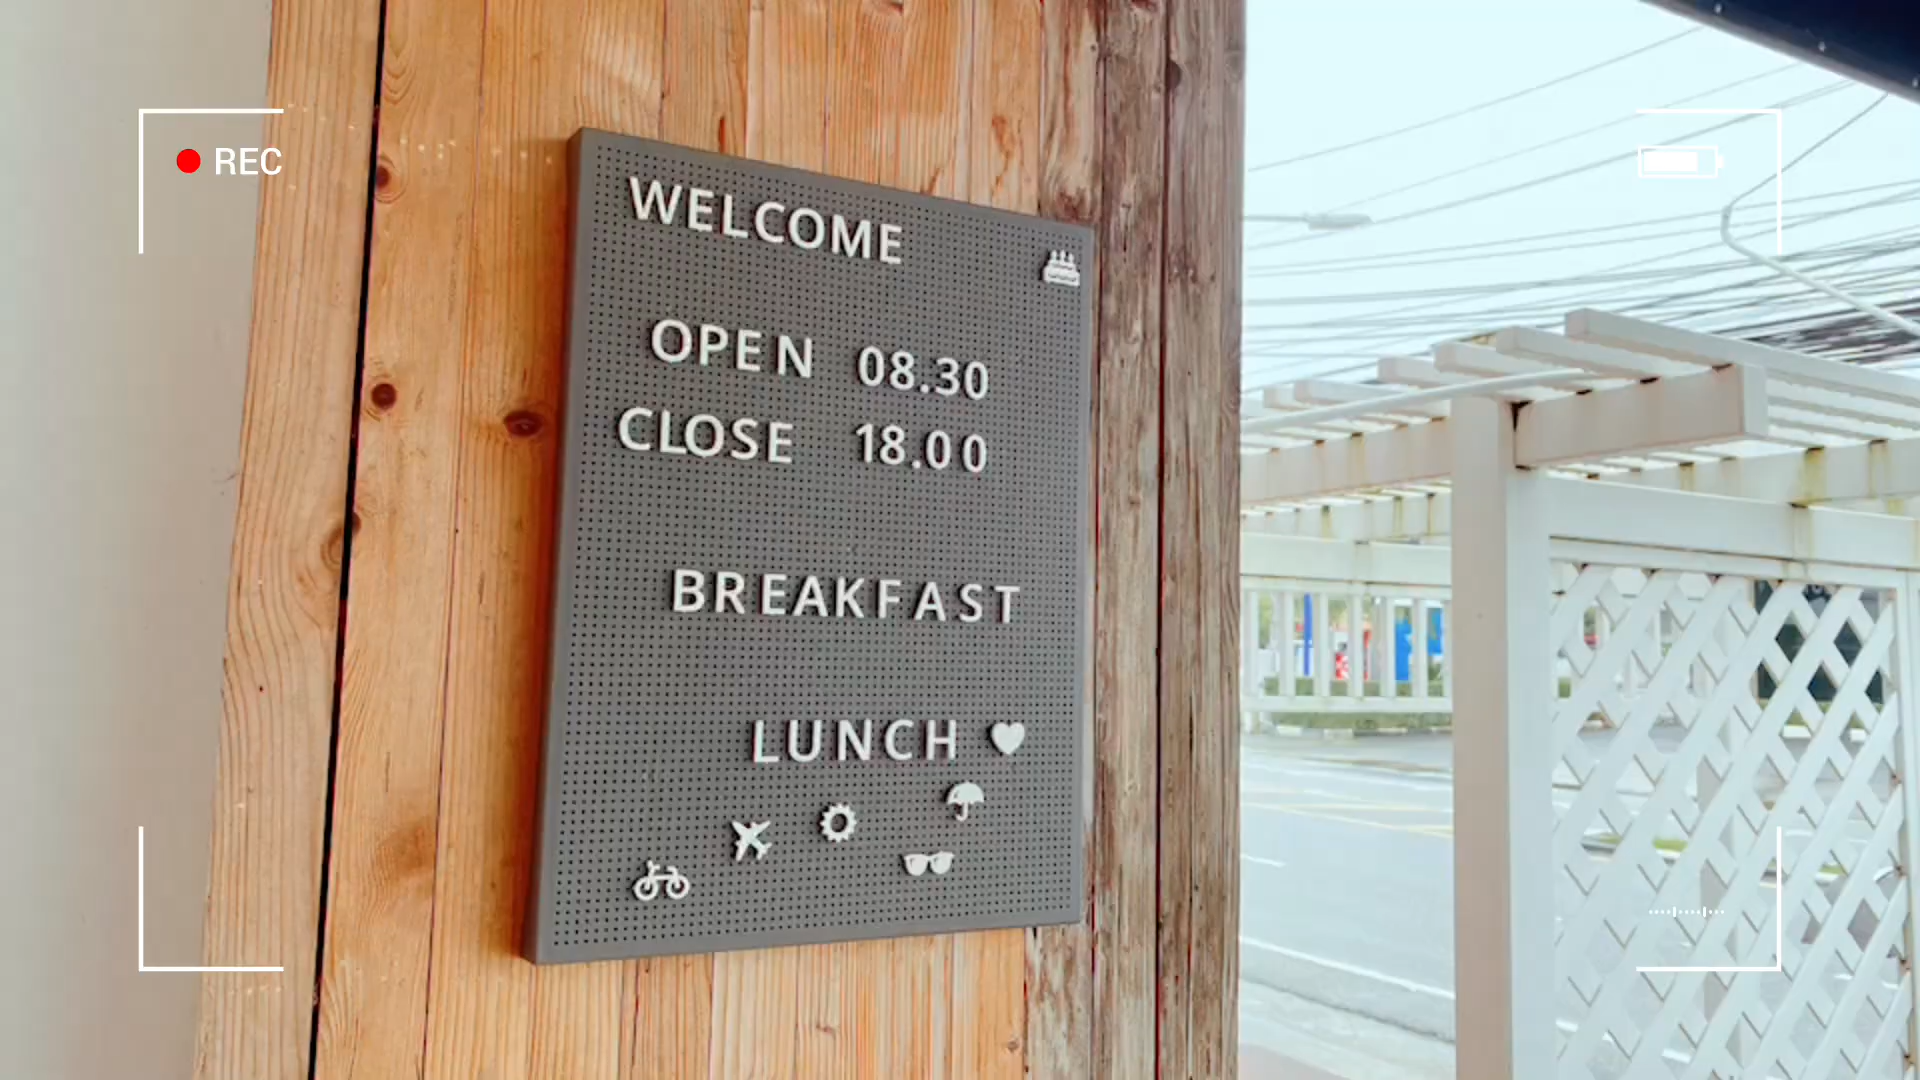 REC
WELCOME
OPEN 08.30
CLOSE 18.00
BREAKFAST
LUNCH